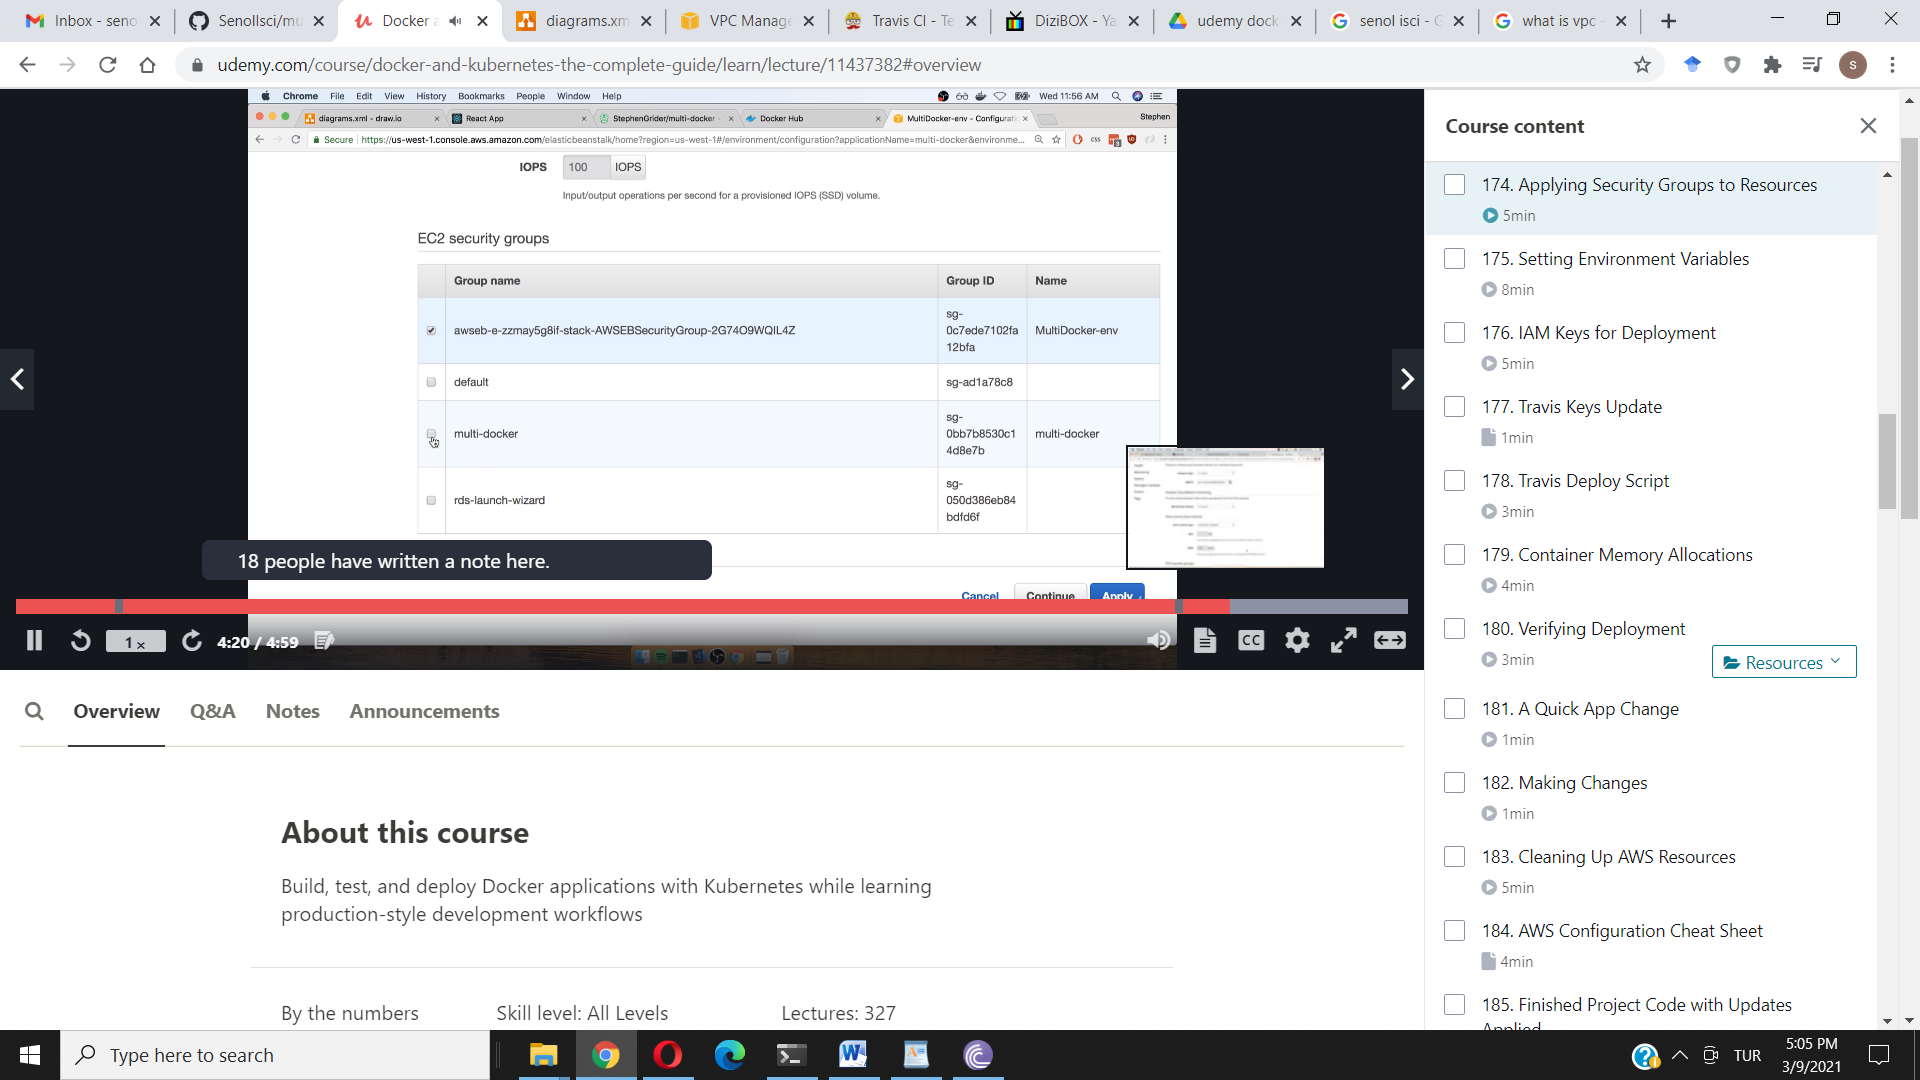 Inbox - seno
SenolIsci/mu
Docker a
diagrams.xm
VPC Manage
Travis CI - Te
DiziBOX - Ya
udemy dock
senol isci - G
what is vpc -
udemy.com/course/docker-and-kubernetes-the-complete-guide/learn/lecture/11437382#overview
S
Chrome File Edit View History Bookmarks People Window Help
Wed 11:56 AM
diagrams.xml - draw.io
React App
StephenGrider/multi-docker -
Docker Hub
MultiDocker-env - Configurati
Stephen
Secure
https://us-west-1.console.aws.amazon.com/elasticbeanstalk/home?region=us-west-1#/environment/configuration?applicationName=multi-docker&environme...
IOPS
100
IOPS
Input/output operations per second for a provisioned IOPS (SSD) volume.
EC2 security groups
Group name
Group ID
Name
awseb-e-zzmay5g8if-stack-AWSEBSecurityGroup-2G74O9WQIL4Z
sg-
0c7ede7102fa
12bfa
MultiDocker-env
default
sg-ad1a78c8
multi-docker
sg-
0bb7b8530c1
4d8e7b
multi-docker
rds-launch-wizard
sg-
050d386eb84
bdfd6f
18 people have written a note here.
Cancel
Continue
Apply
1 x
4:20 / 4:59
CC
Overview
Q&A
Notes
Announcements
About this course
Build, test, and deploy Docker applications with Kubernetes while learning
production-style development workflows
By the numbers
Skill level: All Levels
Lectures: 327
Course content
174. Applying Security Groups to Resources
5min
175. Setting Environment Variables
8min
176. IAM Keys for Deployment
5min
177. Travis Keys Update
1min
178. Travis Deploy Script
3min
179. Container Memory Allocations
4min
180. Verifying Deployment
3min
Resources
181. A Quick App Change
1min
182. Making Changes
1min
183. Cleaning Up AWS Resources
5min
184. AWS Configuration Cheat Sheet
4min
185. Finished Project Code with Updates
Applied
Type here to search
TUR
5:05 PM
3/9/2021